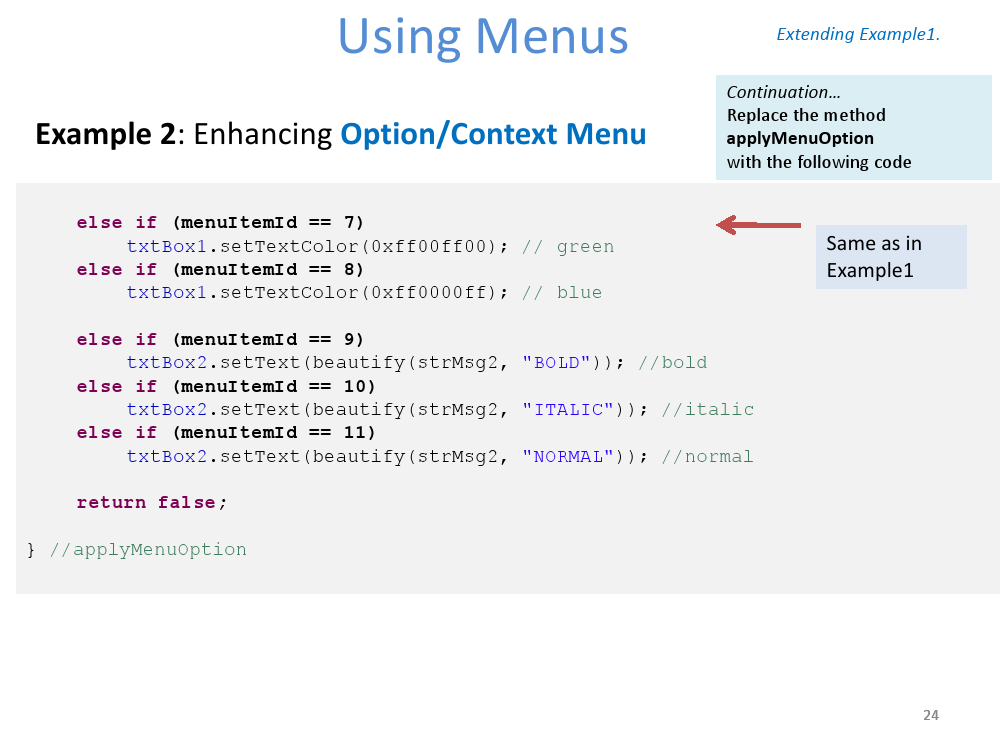 Using Menus
Extending Example1.
Continuation…
Replace the method
applyMenuOption
with the following code
Example 2: Enhancing Option/Context Menu
else if (menuItemId == 7)
txtBox1.setTextColor(0xff00ff00); // green
else if (menuItemId == 8)
txtBox1.setTextColor(0xff0000ff); // blue
else if (menuItemId == 9)
txtBox2.setText(beautify(strMsg2, "BOLD")); //bold
else if (menuItemId == 10)
txtBox2.setText(beautify(strMsg2, "ITALIC")); //italic
else if (menuItemId == 11)
txtBox2.setText(beautify(strMsg2, "NORMAL")); //normal
return false;
} //applyMenuOption
Same as in
Example1
24